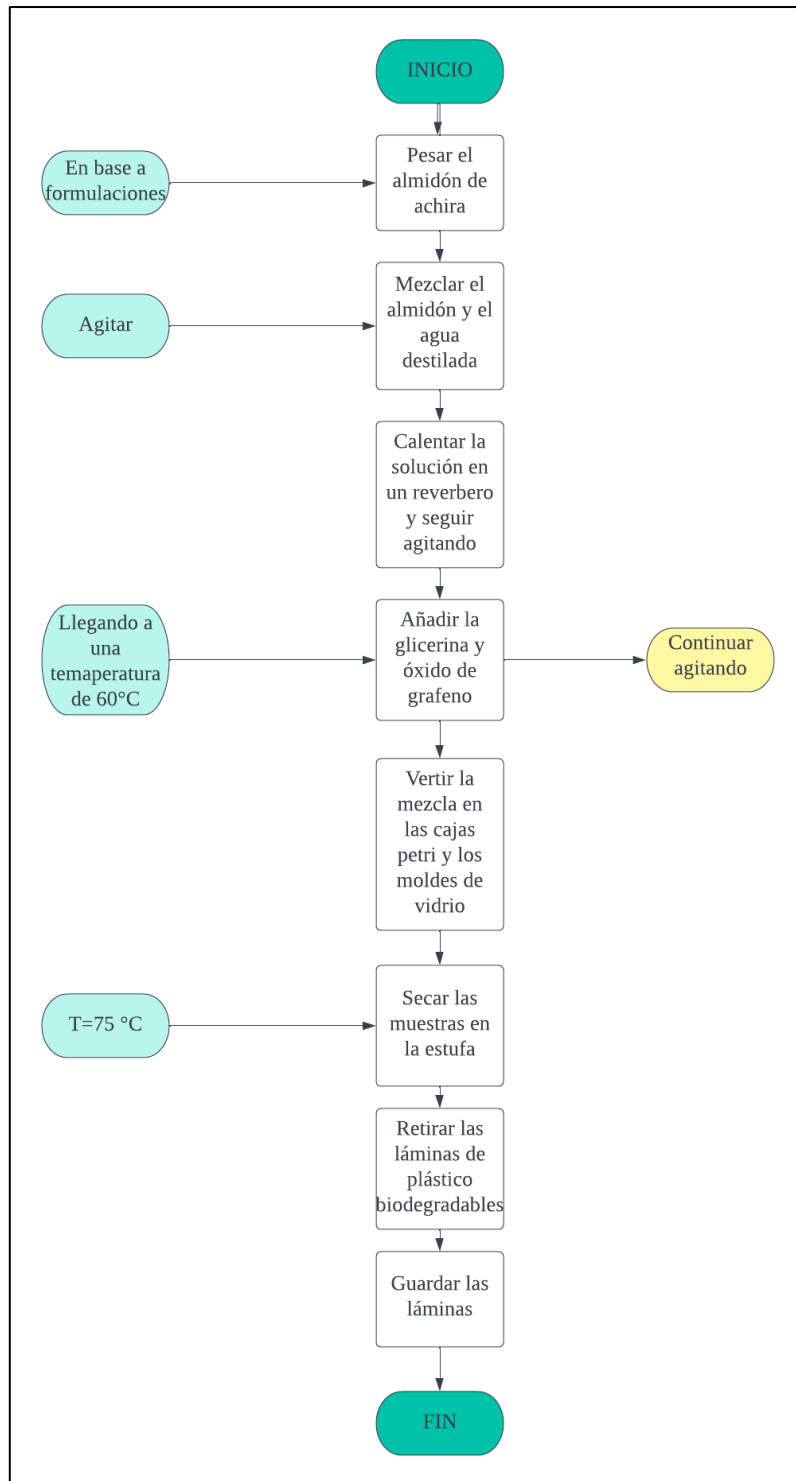 INICIO
En base a
formulaciones
Pesar el
almidón de
achira
Agitar
Mezclar el
almidón y el
agua
destilada
Calentar la
solución en
un reverbero
y seguir
agitando
Llegando a
una
temaperatura
de 60°C
Añadir la
glicerina y
óxido de
grafeno
Continuar
agitando
Vertir la
mezcla en
las cajas
petri y los
moldes de
vidrio
T=75 °C
Secar las
muestras en
la estufa
Retirar las
láminas de
plástico
biodegradables
Guardar las
láminas
FIN